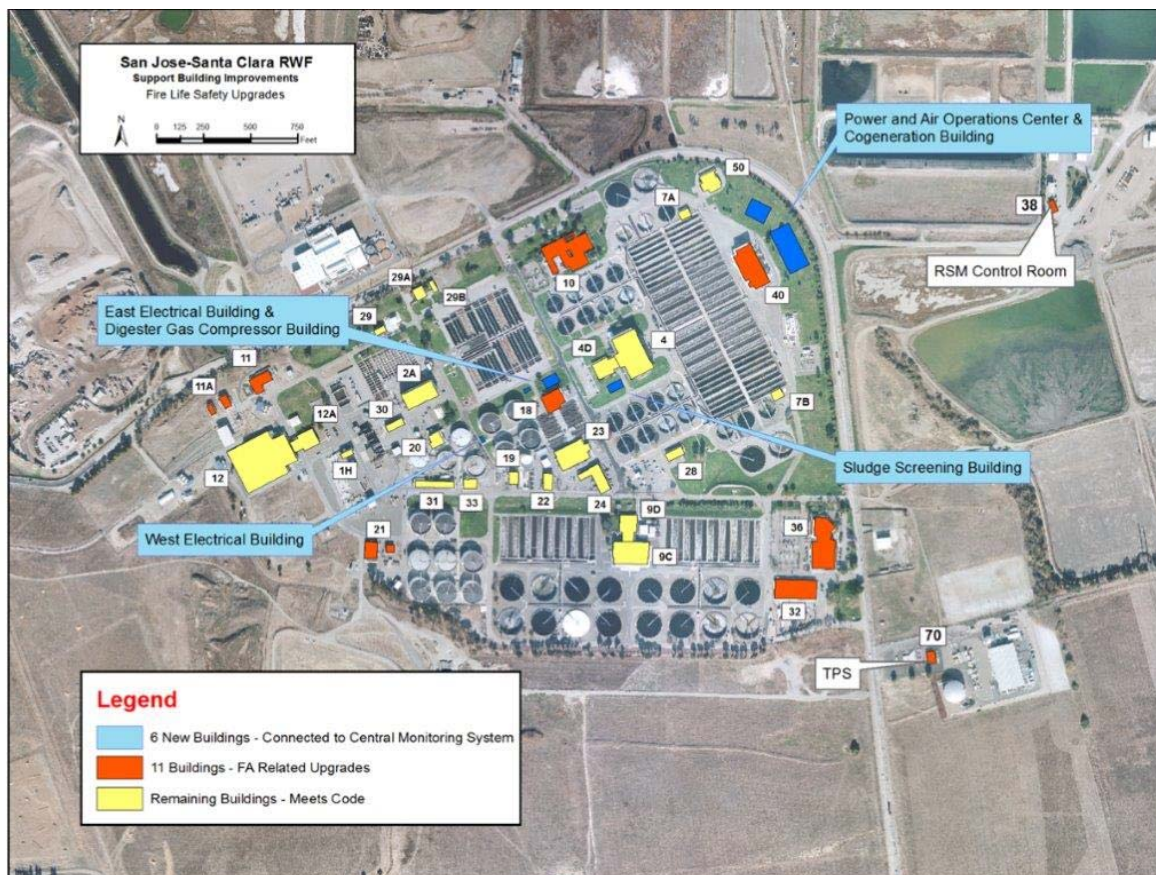 San Jose-Santa Clara RWF
Support Building Improvements
Fire Life Safety Upgrades
N
0 125 250 500 750
Feet
Power and Air Operations Center &
Cogeneration Building
50
7A
38
RSM Control Room
10
40
29A
29B
29
East Electrical Building &
Digester Gas Compressor Building
4
4D
11
2A
11A
7B
12A
30
18
23
20
19
28
Sludge Screening Building
12
1H
31
33
22
24
9D
West Electrical Building
21
36
9C
32
70
TPS
Legend
6 New Buildings - Connected to Central Monitoring System
11 Buildings - FA Related Upgrades
Remaining Buildings - Meets Code